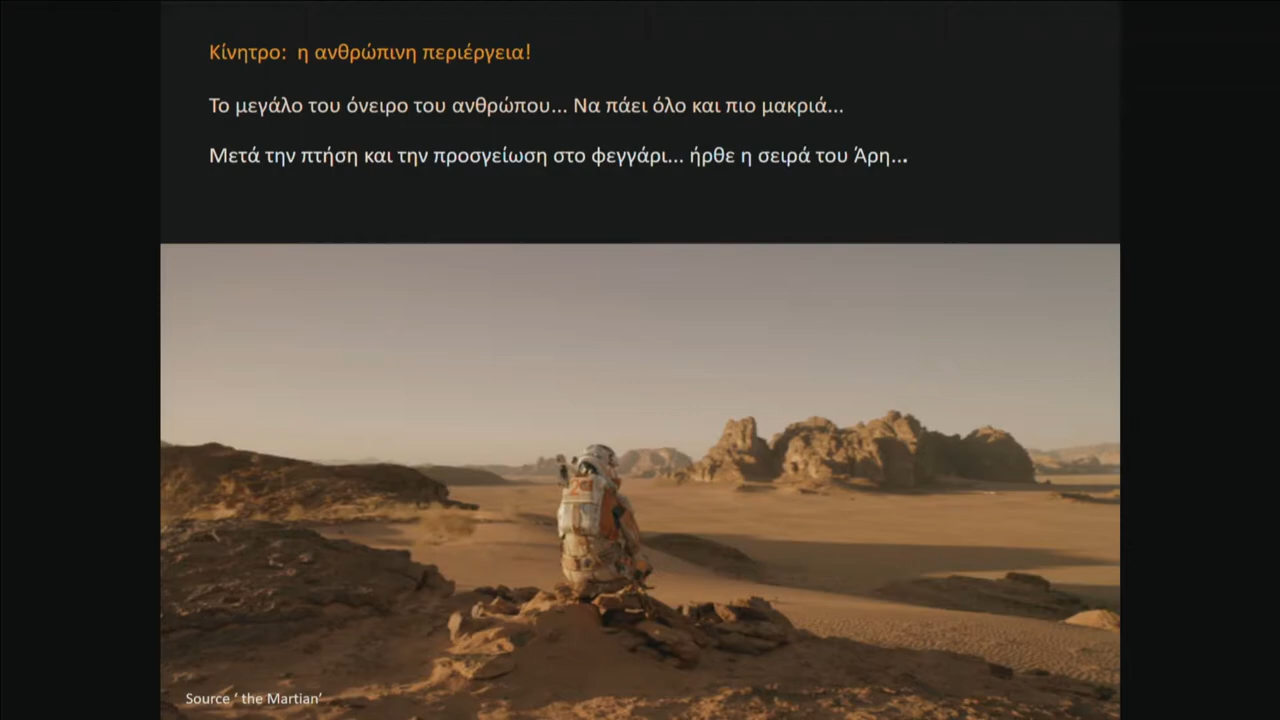 Κίνητρο:  η ανθρώπινη περιέργεια!
Το μεγάλο του όνειρο του ανθρώπου... Να πάει όλο και πιο μακριά...
Μετά την πτήση και την προσγείωση στο φεγγάρι... ήρθε η σειρά του Άρη...
Source ‘ the Martian’